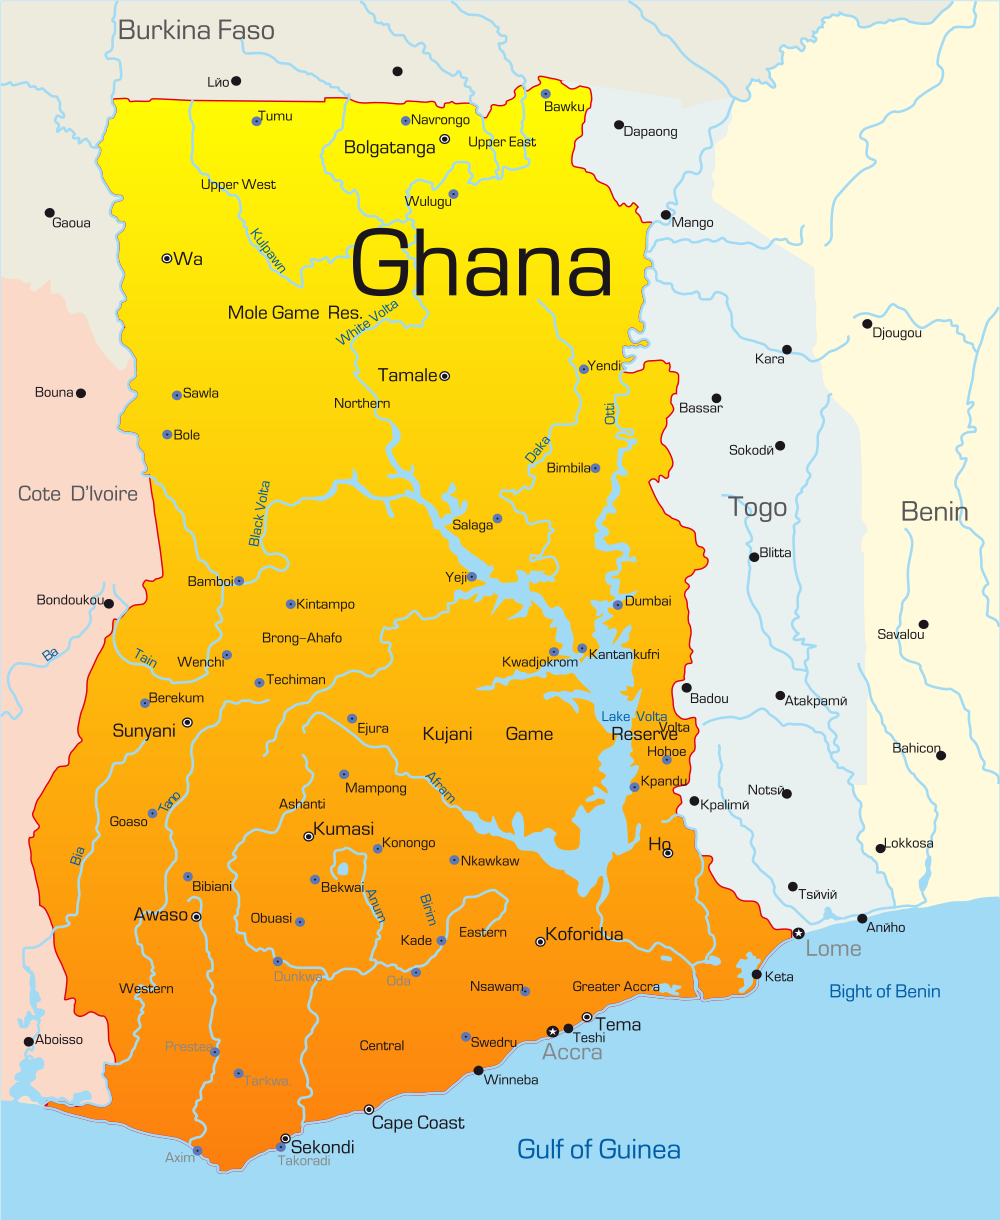 Burkina Faso
Lйo
Bawku
Tumu
Navrongo
Dapaong
Bolgatanga
Upper East
Upper West
Wulugu
Gaoua
Mango
Kulpawn
Wa
Ghana
Mole Game Res.
White Volta
Djougou
Kara
Yendi
Tamale
Bouna
Sawla
Northern
Otti
Bassar
Bole
Daka
Sokodй
Bimbila
Cote D'Ivoire
Black Volta
Togo
Benin
Salaga
Blitta
Bamboi
Yeji
Bondoukou
Kintampo
Dumbai
Brong-Ahafo
Savalou
Ba
Tain
Wenchi
Kwadjokrom
Kantankufri
Techiman
Berekum
Badou
Atakpamй
Lake Volta
Sunyani
Ejura
Kujani Game Reserve
Volta
Hohoe
Bahicon
Afram
Mampong
Kpandu
Notsй
Tano
Ashanti
Kpalimй
Goaso
Kumasi
Konongo
Ho
Lokkosa
Bia
Nkawkaw
Bibiani
Bekwai
Tsйviй
Anum
Birim
Awaso
Obuasi
Kade
Eastern
Koforidua
Anйho
Lome
Dunkwa
Oda
Keta
Western
Nsawam
Greater Accra
Bight of Benin
Tema
Aboisso
Prestea
Central
Swedru
Teshi
Accra
Tarkwa.
Winneba
Cape Coast
Sekondi
Gulf of Guinea
Axim
Takoradi